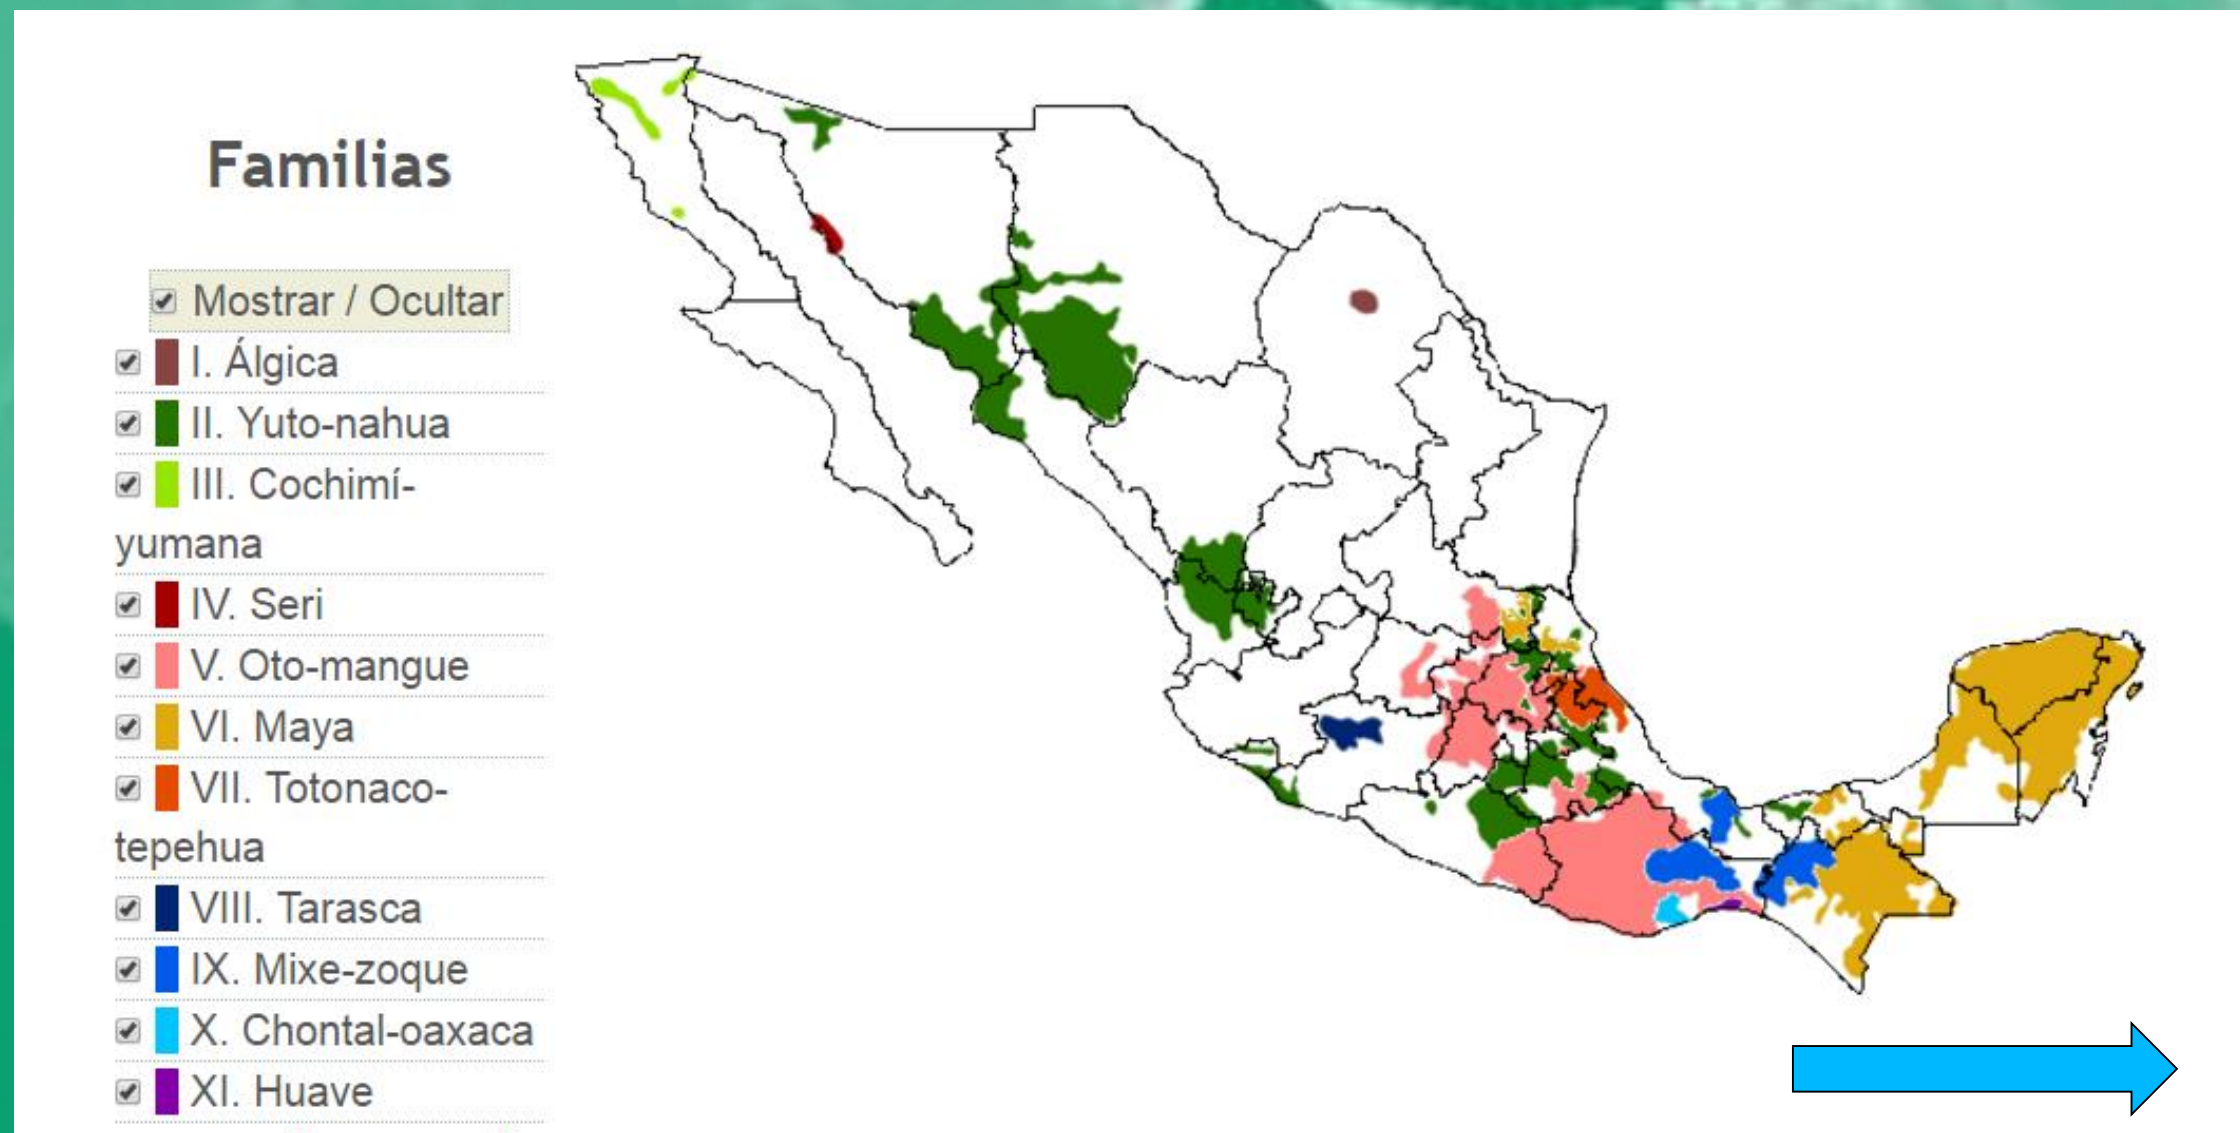 Familias
Mostrar / Ocultar
I. Álgica
II. Yuto-nahua
III. Cochimí-
yumana
IV. Seri
V. Oto-mangue
VI. Maya
VII. Totonaco-
tepehua
VIII. Tarasca
IX. Mixe-zoque
X. Chontal-oaxaca
XI. Huave